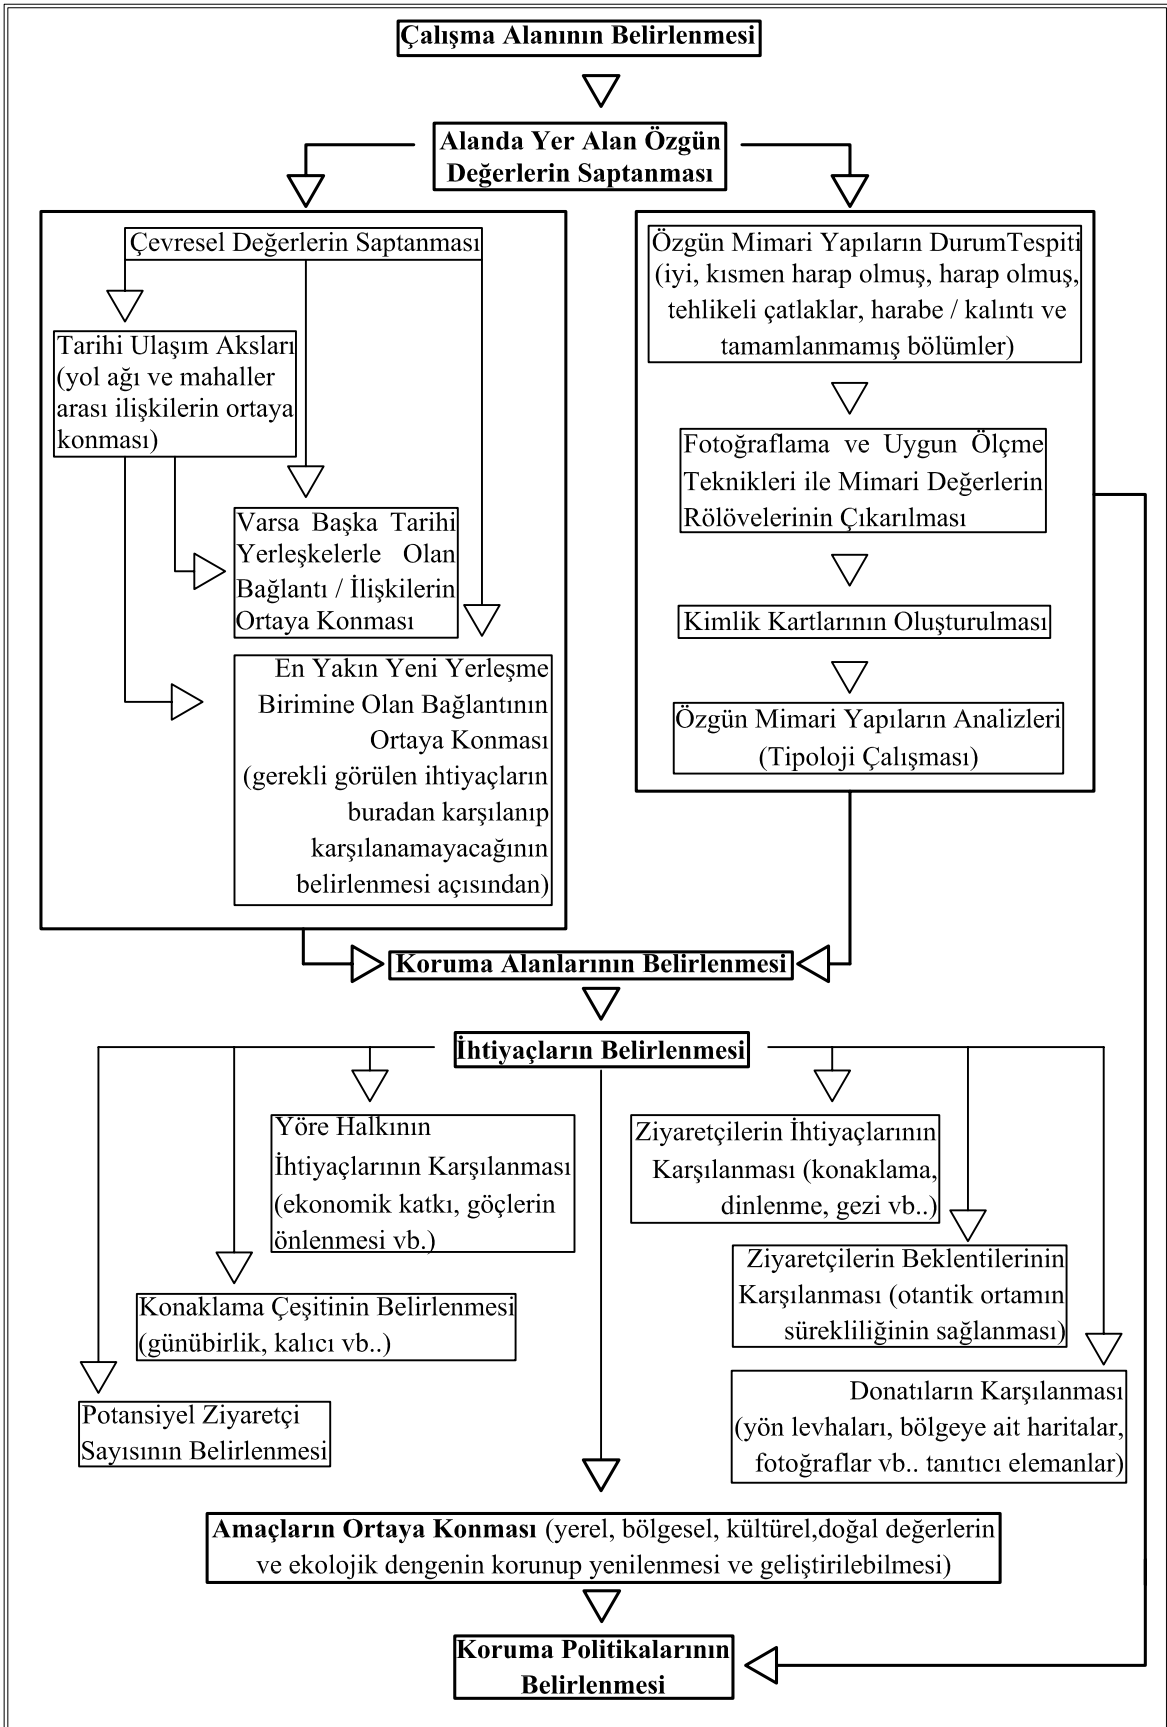 Çalışma Alanının Belirlenmesi
Alanda Yer Alan Özgün
Değerlerin Saptanması
Çevresel Değerlerin Saptanması
Tarihi Ulaşım Aksları
(yol ağı ve mahaller
arası ilişkilerin ortaya
konması)
Varsa Başka Tarihi
Yerleşkelerle Olan
Bağlantı / İlişkilerin
Ortaya Konması
En Yakın Yeni Yerleşme
Birimine Olan Bağlantının
Ortaya Konması
(gerekli görülen ihtiyaçların
buradan karşılanıp
karşılanamayacağının
belirlenmesi açısından)
Özgün Mimari Yapıların DurumTespiti
(iyi, kısmen harap olmuş, harap olmuş,
tehlikeli çatlaklar, harabe / kalıntı ve
tamamlanmamış bölümler)
Fotoğraflama ve Uygun Ölçme
Teknikleri ile Mimari Değerlerin
Rölövelerinin Çıkarılması
Kimlik Kartlarının Oluşturulması
Özgün Mimari Yapıların Analizleri
(Tipoloji Çalışması)
Koruma Alanlarının Belirlenmesi
İhtiyaçların Belirlenmesi
Yöre Halkının
İhtiyaçlarının Karşılanması
(ekonomik katkı, göçlerin
önlenmesi vb.)
Konaklama Çeşitinin Belirlenmesi
(günübirlik, kalıcı vb..)
Potansiyel Ziyaretçi
Sayısının Belirlenmesi
Ziyaretçilerin İhtiyaçlarının
Karşılanması (konaklama,
dinlenme, gezi vb..)
Ziyaretçilerin Beklentilerinin
Karşılanması (otantik ortamın
sürekliliğinin sağlanması)
Donatıların Karşılanması
(yön levhaları, bölgeye ait haritalar,
fotoğraflar vb.. tanıtıcı elemanlar)
Amaçların Ortaya Konması (yerel, bölgesel, kültürel,doğal değerlerin
ve ekolojik dengenin korunup yenilenmesi ve geliştirilebilmesi)
Koruma Politikalarının
Belirlenmesi